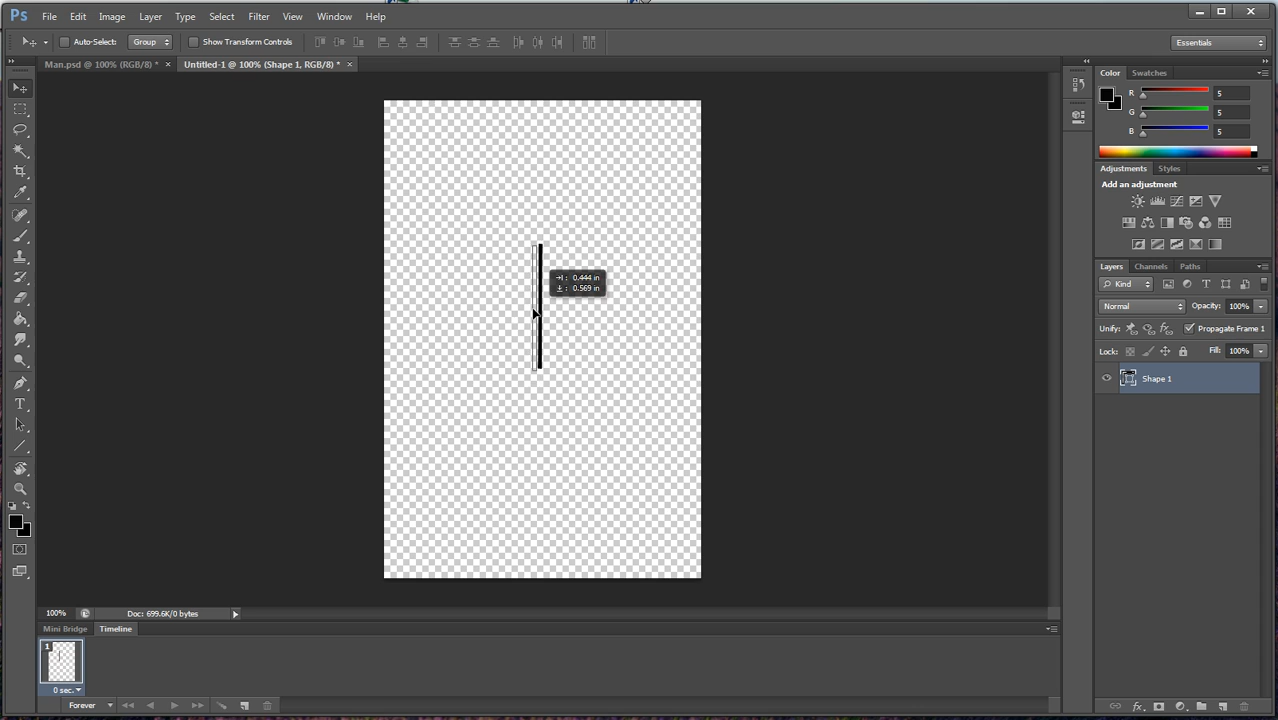 Ps File Edit Image Layer Type Select Filter View Window Help
Auto-Select: Group Show Transform Controls Essentials
Man.psd @ 100% (RGB/8) * × Untitled-1 @ 100% (Shape 1, RGB/8) * ×
Color Swatches
R 5
G 5
B 5
Adjustments Styles
Add an adjustment
Layers Channels Paths
Kind
Normal Opacity: 100%
Unify: Propagate Frame 1
Lock: Fill: 100%
Shape 1
0.444 in
0.569 in
T
100% Doc: 699.6K/0 bytes
Mini Bridge Timeline
1
0 sec.
Forever